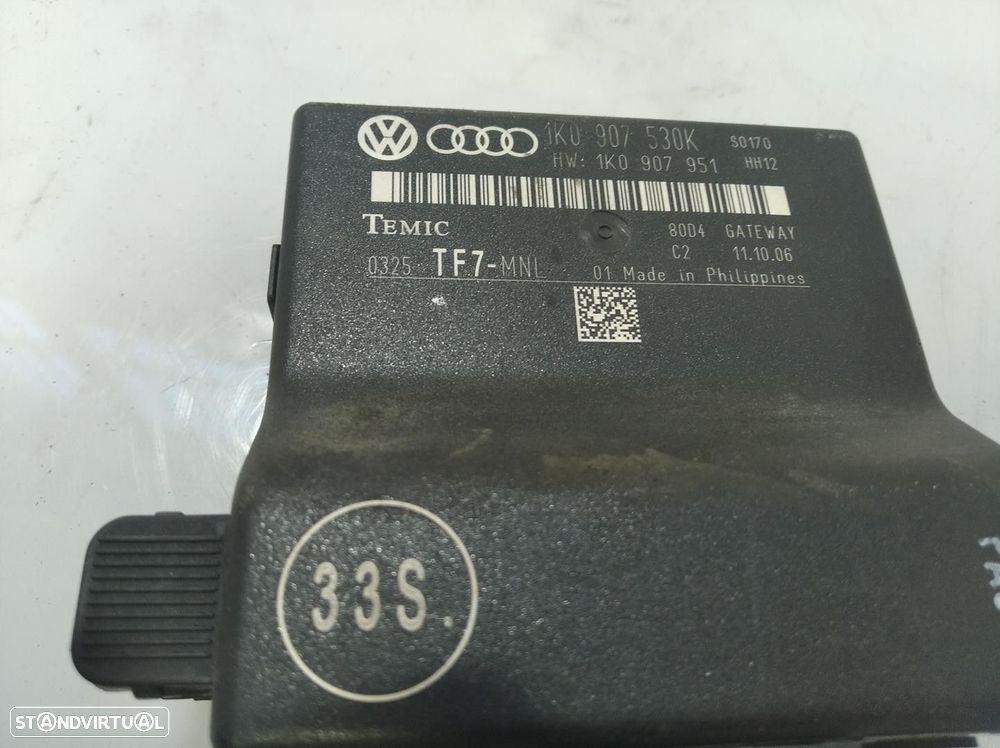 1K0 907 530K S0170
HW: 1K0 907 951 HH12
TEMIC 80D4 GATEWAY
C2 11.10.06
0325 TF7-MNL 01 Made in Philippines
33S
STANDVIRTUAL